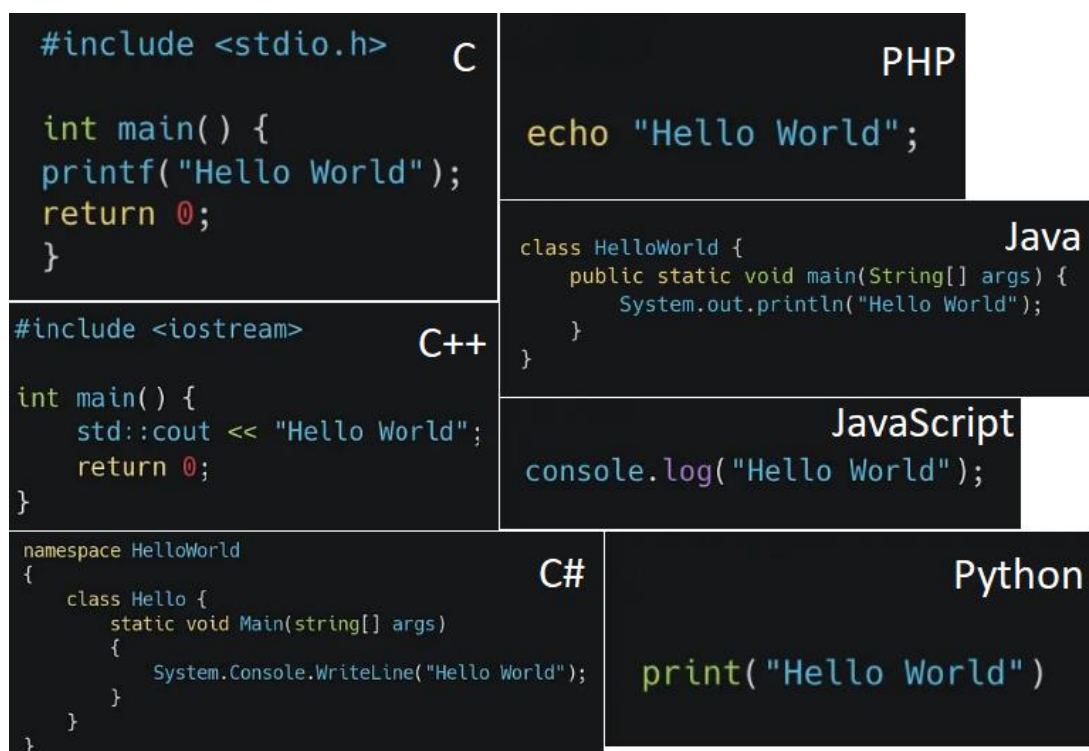 #include <stdio.h>
C
int main() {
printf("Hello World");
return 0;
}
PHP
echo "Hello World";
Java
class HelloWorld {
    public static void main(String[] args) {
        System.out.println("Hello World");
    }
}
#include <iostream>
C++
int main() {
    std::cout << "Hello World";
    return 0;
}
JavaScript
console.log("Hello World");
namespace HelloWorld
{
C#
    class Hello {
        static void Main(string[] args)
        {
            System.Console.WriteLine("Hello World");
        }
    }
}
Python
print("Hello World")